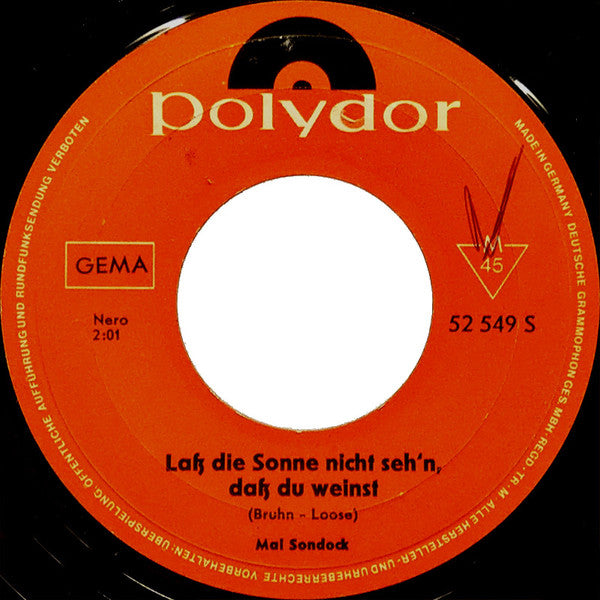 polydor
GEMA
Nero
2:01
M
45
52 549 S
Laß die Sonne nicht seh'n,
daß du weinst
(Bruhn - Loose)
Mal Sondock
MADE IN GERMANY DEUTSCHE GRAMMOPHON GES MBH · REGD · TR · M · ALLE HERSTELLER- UND URHEBERRECHTE VORBEHALTEN · ÜBERSPIELUNG ÖFFENTLICHE AUFFÜHRUNG UND RUNDFUNKSENDUNG VERBOTEN